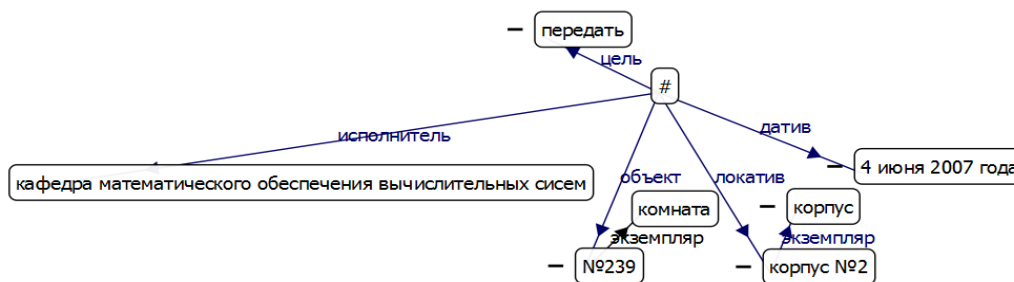 передать
цель
#
исполнитель
датив
кафедра математического обеспечения вычислительных сисем
4 июня 2007 года
объект
локатив
комната
корпус
экземпляр
экземпляр
№239
корпус №2